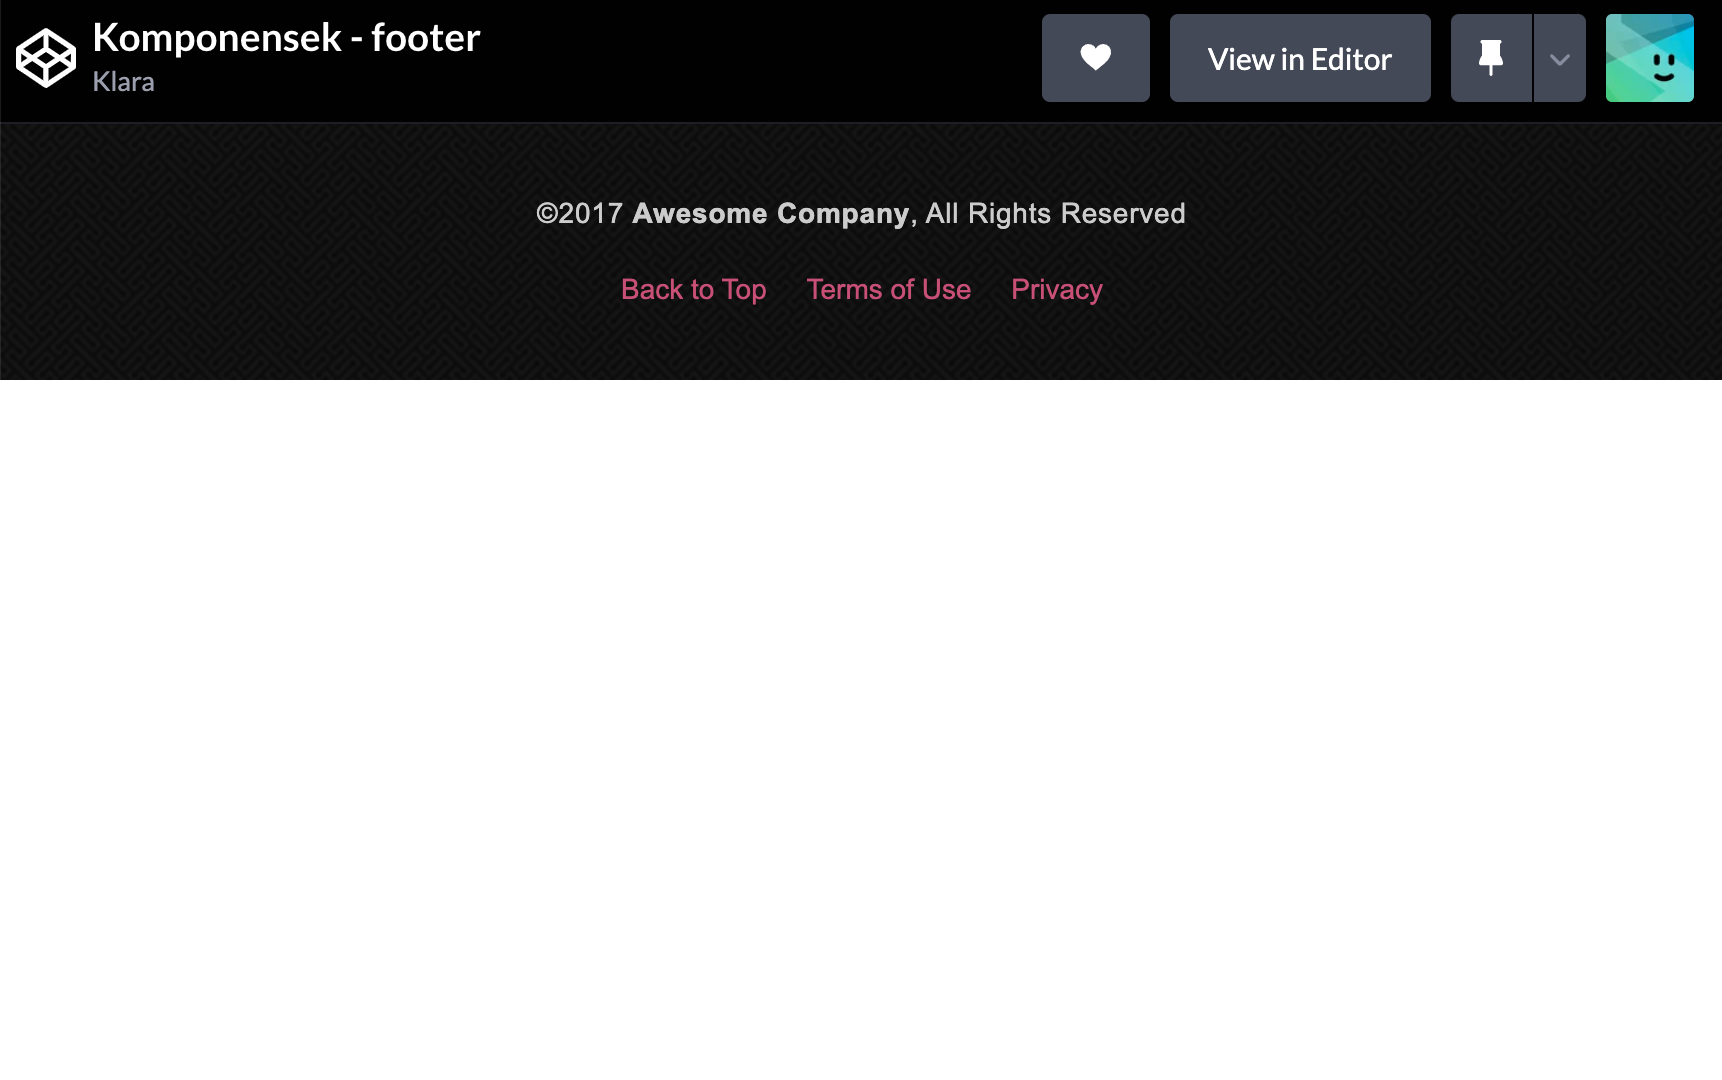 Komponensek - footer
Klara
View in Editor
©2017 Awesome Company, All Rights Reserved
Back to Top Terms of Use Privacy